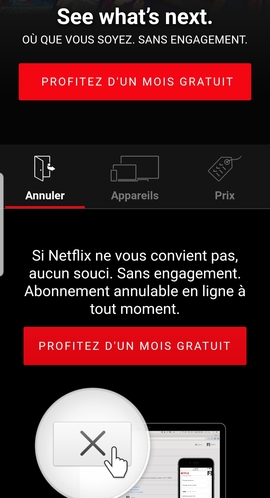 See what's next.
OÙ QUE VOUS SOYEZ. SANS ENGAGEMENT.
PROFITEZ D'UN MOIS GRATUIT
Annuler
Appareils
Prix
Si Netflix ne vous convient pas,
aucun souci. Sans engagement.
Abonnement annulable en ligne à
tout moment.
PROFITEZ D'UN MOIS GRATUIT